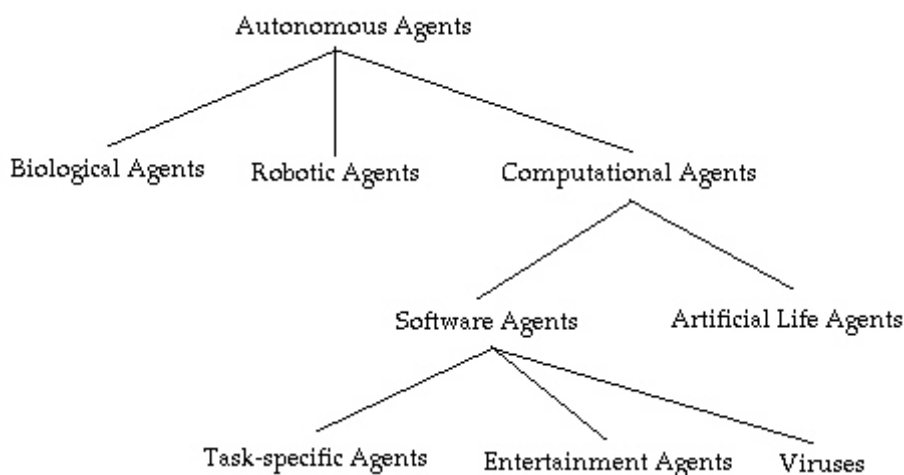 Autonomous Agents
Biological Agents
Robotic Agents
Computational Agents
Software Agents
Artificial Life Agents
Task-specific Agents
Entertainment Agents
Viruses